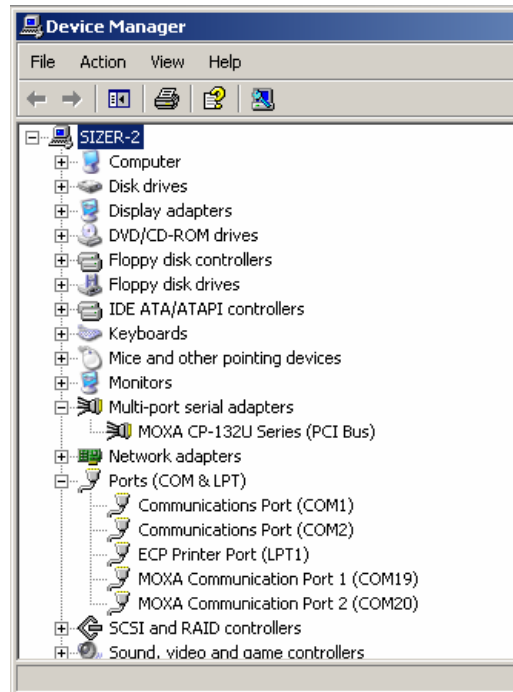 Device Manager
File Action View Help
SIZER-2
Computer
Disk drives
Display adapters
DVD/CD-ROM drives
Floppy disk controllers
Floppy disk drives
IDE ATA/ATAPI controllers
Keyboards
Mice and other pointing devices
Monitors
Multi-port serial adapters
MOXA CP-132U Series (PCI Bus)
Network adapters
Ports (COM & LPT)
Communications Port (COM1)
Communications Port (COM2)
ECP Printer Port (LPT1)
MOXA Communication Port 1 (COM19)
MOXA Communication Port 2 (COM20)
SCSI and RAID controllers
Sound, video and game controllers